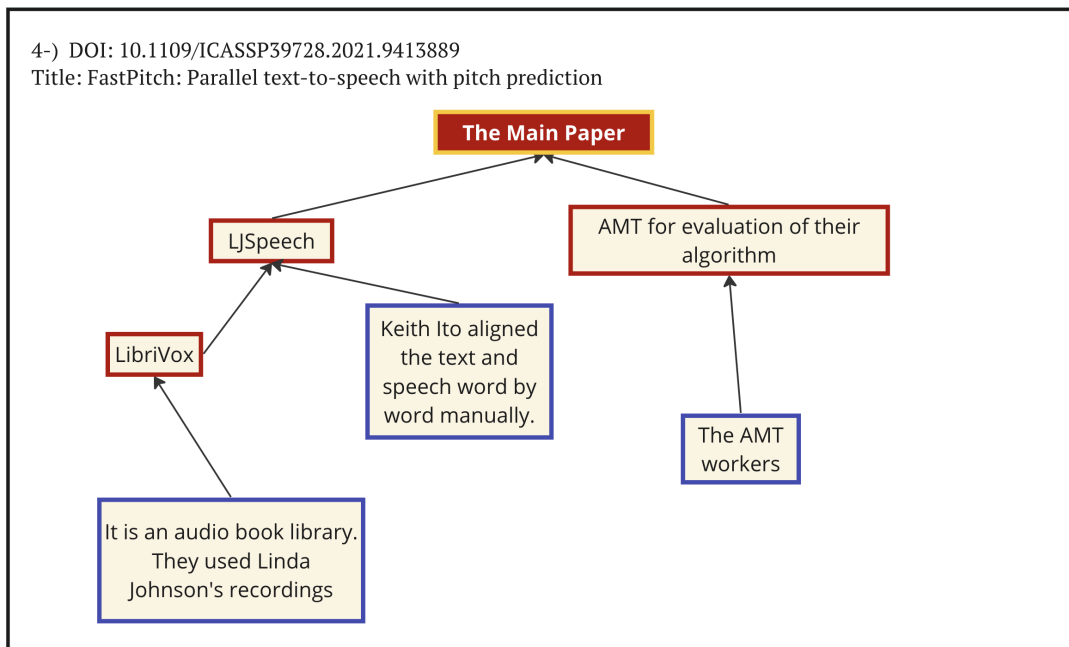 4-) DOI: 10.1109/ICASSP39728.2021.9413889
Title: FastPitch: Parallel text-to-speech with pitch prediction
The Main Paper
LJSpeech
AMT for evaluation of their
algorithm
LibriVox
Keith Ito aligned
the text and
speech word by
word manually.
The AMT
workers
It is an audio book library.
They used Linda
Johnson's recordings